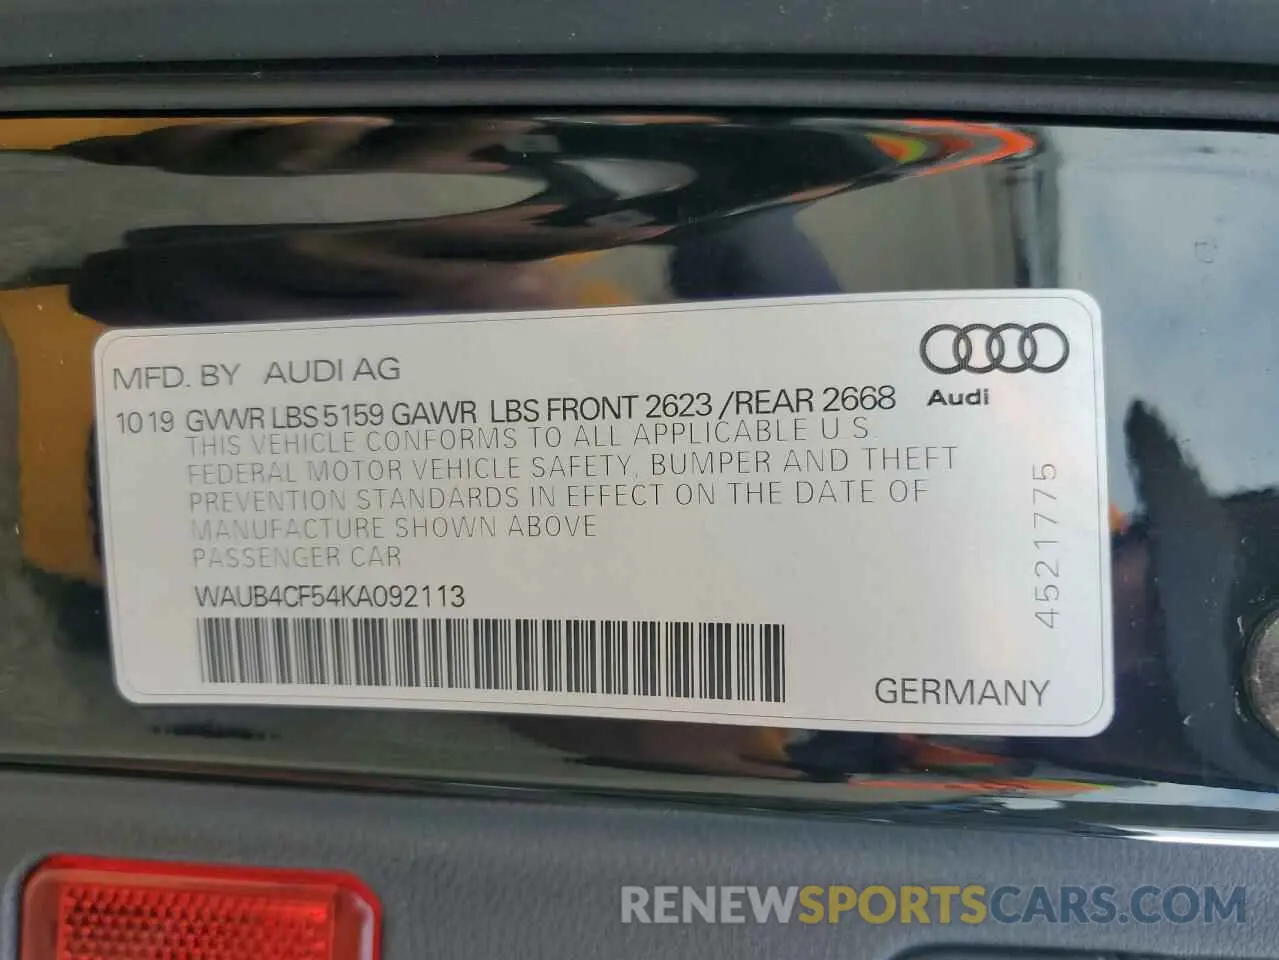 MFD. BY AUDI AG
Audi
10 19 GVWR LBS 5159 GAWR LBS FRONT 2623 /REAR 2668
THIS VEHICLE CONFORMS TO ALL APPLICABLE U.S.
FEDERAL MOTOR VEHICLE SAFETY, BUMPER AND THEFT
PREVENTION STANDARDS IN EFFECT ON THE DATE OF
MANUFACTURE SHOWN ABOVE
PASSENGER CAR
WAUB4CF54KA092113
4521775
GERMANY
RENEWSPORTSCARS.COM